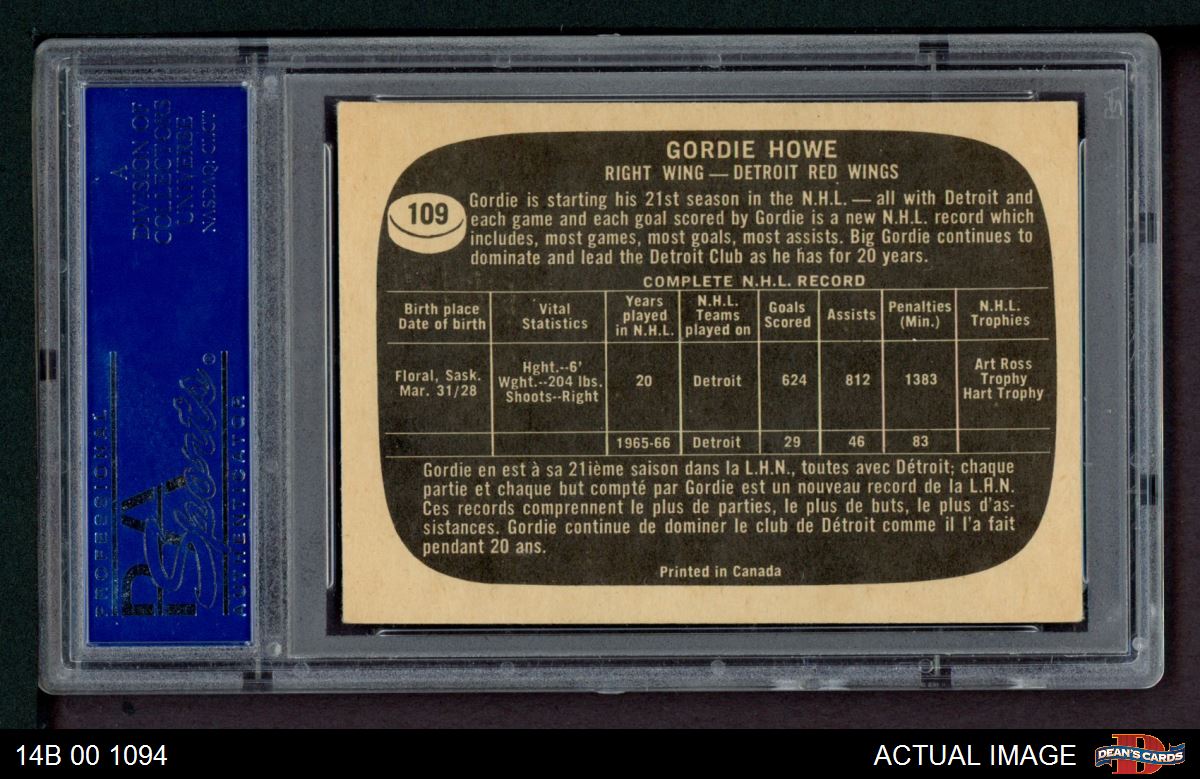 GORDIE HOWE
RIGHT WING — DETROIT RED WINGS
109
Gordie is starting his 21st season in the N.H.L. — all with Detroit and
each game and each goal scored by Gordie is a new N.H.L. record which
includes, most games, most goals, most assists. Big Gordie continues to
dominate and lead the Detroit Club as he has for 20 years.
COMPLETE N.H.L. RECORD
Birth place
Date of birth
Vital
Statistics
Years
played
in N.H.L.
N.H.L.
Teams
played on
Goals
Scored
Assists
Penalties
(Min.)
N.H.L.
Trophies
Floral, Sask.
Mar. 31/28
Hght.--6'
Wght.--204 lbs.
Shoots--Right
20
Detroit
624
812
1383
Art Ross
Trophy
Hart Trophy
1965-66
Detroit
29
46
83
Gordie en est à sa 21ième saison dans la L.H.N., toutes avec Détroit; chaque
partie et chaque but compté par Gordie est un nouveau record de la L.H.N.
Ces records comprennent le plus de parties, le plus de buts, le plus d'as-
sistances. Gordie continue de dominer le club de Détroit comme il l'a fait
pendant 20 ans.
Printed in Canada
A
DIVISION OF
COLLECTORS
UNIVERSE
NASDAQ: CLCT
PROFESSIONAL
PSA
Sports®
AUTHENTICATOR
PSA
14B 00 1094
ACTUAL IMAGE
D
DEAN'S CARDS